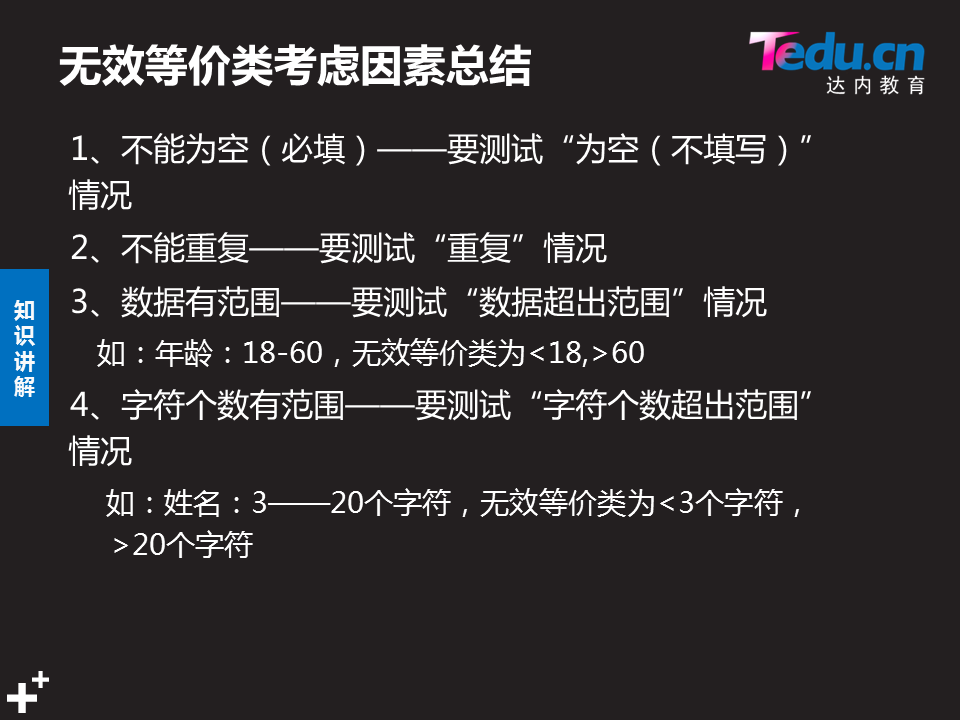 无效等价类考虑因素总结
Tedu.cn
达内教育
1、不能为空（必填）——要测试“为空（不填写）”
情况
2、不能重复——要测试“重复”情况
3、数据有范围——要测试“数据超出范围”情况
如：年龄：18-60，无效等价类为<18,>60
4、字符个数有范围——要测试“字符个数超出范围”
情况
如：姓名：3——20个字符，无效等价类为<3个字符，
>20个字符
知
识
讲
解